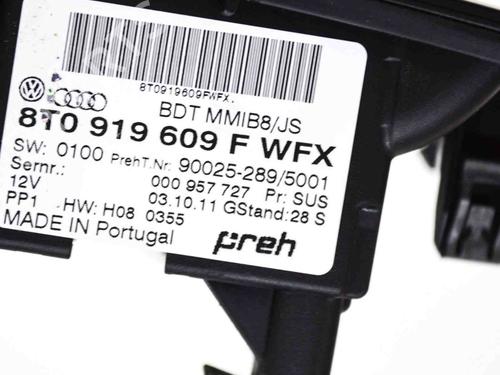 8T0919609FWFX.
BDT MMIB8/JS
8T0 919 609 F WFX
SW: 0100 PrehT.Nr: 90025-289/5001
Sernr.: 000 957 727 Pr: SUS
12V 03.10.11 GStand: 28 S
PP1 HW: H08 0355
MADE IN Portugal preh